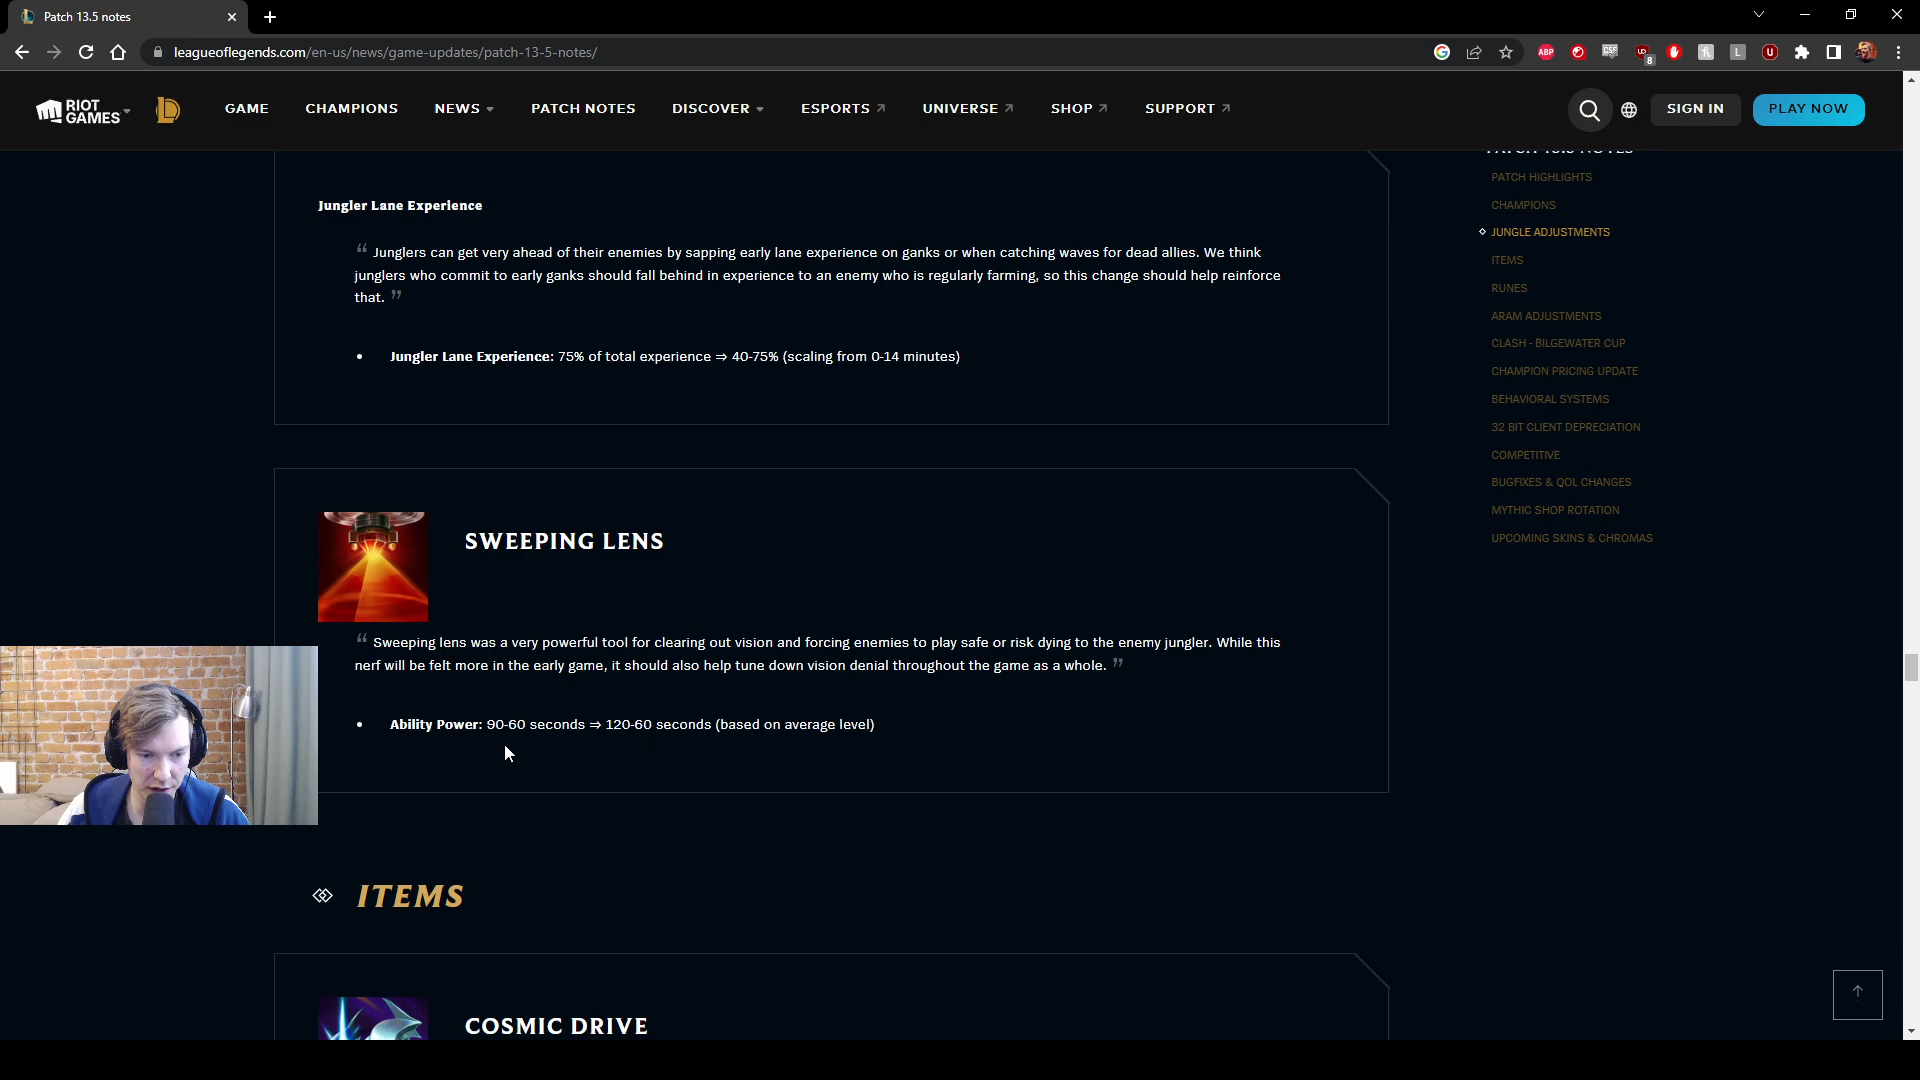 Patch 13.5 notes
leagueoflegends.com/en-us/news/game-updates/patch-13-5-notes/
ABP
CSF
8
L
RIOT GAMES
GAME
CHAMPIONS
NEWS
PATCH NOTES
DISCOVER
ESPORTS
UNIVERSE
SHOP
SUPPORT
SIGN IN
PLAY NOW
Jungler Lane Experience
“ Junglers can get very ahead of their enemies by sapping early lane experience on ganks or when catching waves for dead allies. We think
junglers who commit to early ganks should fall behind in experience to an enemy who is regularly farming, so this change should help reinforce
that. ”
• Jungler Lane Experience: 75% of total experience ⇒ 40-75% (scaling from 0-14 minutes)
SWEEPING LENS
“ Sweeping lens was a very powerful tool for clearing out vision and forcing enemies to play safe or risk dying to the enemy jungler. While this
nerf will be felt more in the early game, it should also help tune down vision denial throughout the game as a whole. ”
• Ability Power: 90-60 seconds ⇒ 120-60 seconds (based on average level)
ITEMS
COSMIC DRIVE
PATCH 13.5 NOTES
PATCH HIGHLIGHTS
CHAMPIONS
JUNGLE ADJUSTMENTS
ITEMS
RUNES
ARAM ADJUSTMENTS
CLASH - BILGEWATER CUP
CHAMPION PRICING UPDATE
BEHAVIORAL SYSTEMS
32 BIT CLIENT DEPRECIATION
COMPETITIVE
BUGFIXES & QOL CHANGES
MYTHIC SHOP ROTATION
UPCOMING SKINS & CHROMAS